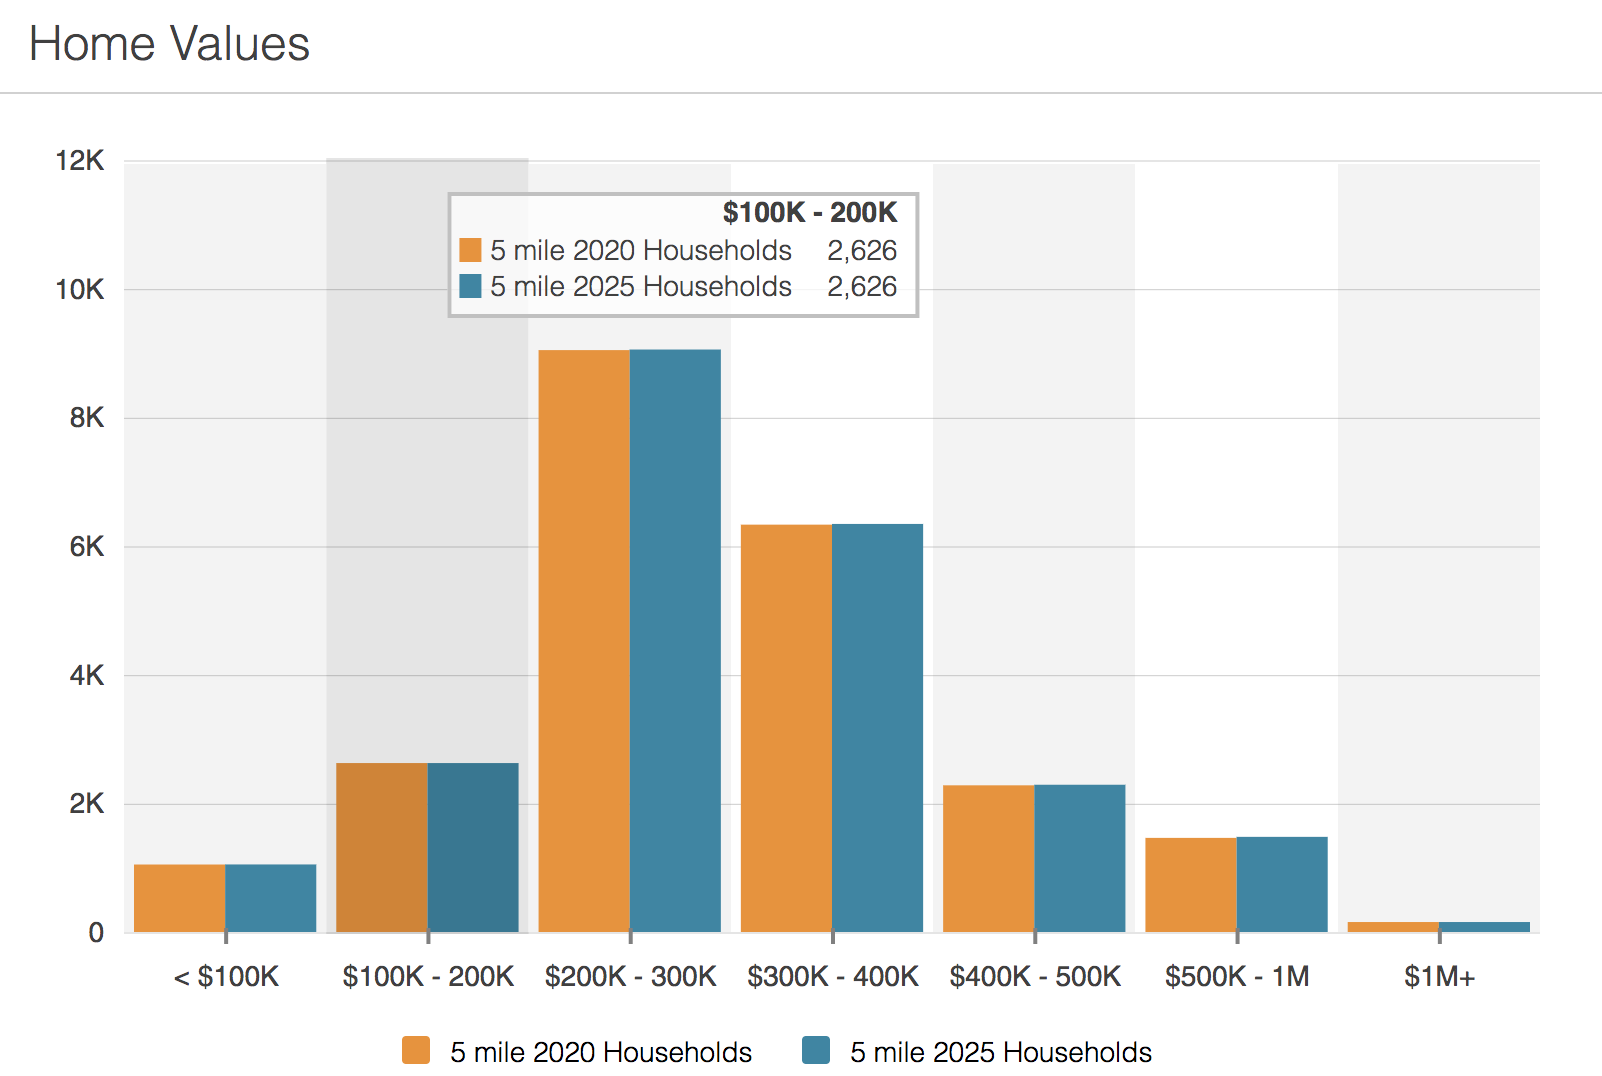 Home Values
12K
$100K - 200K
5 mile 2020 Households 2,626
5 mile 2025 Households 2,626
10K
8K
6K
4K
2K
0
< $100K $100K - 200K $200K - 300K $300K - 400K $400K - 500K $500K - 1M $1M+
5 mile 2020 Households 5 mile 2025 Households